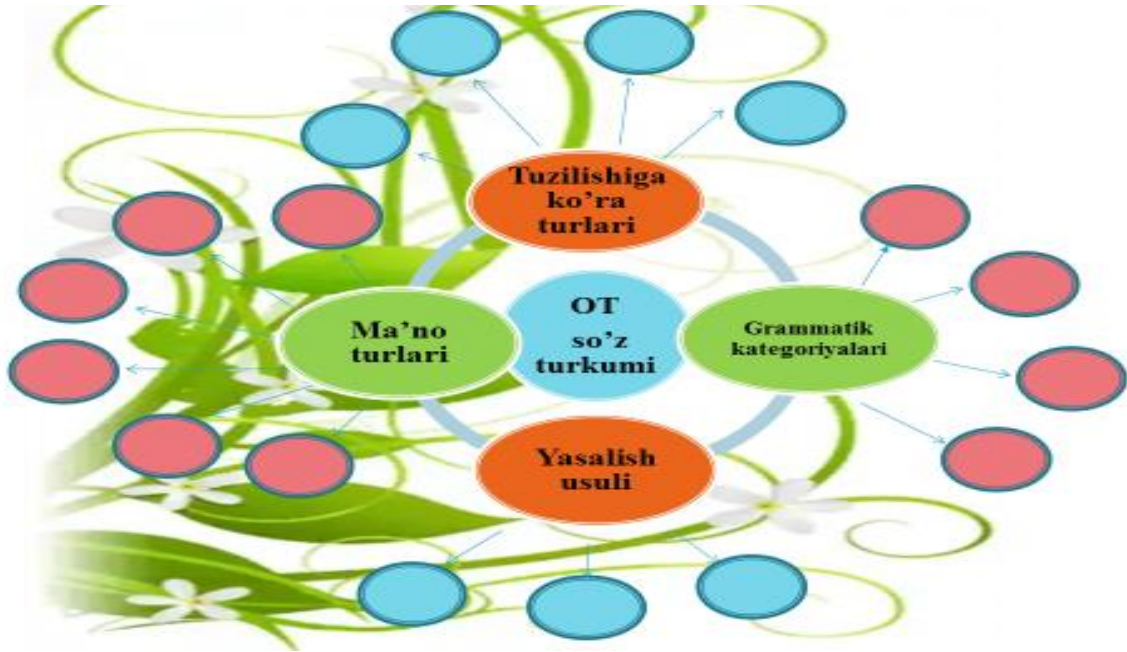 Tuzilishiga
ko’ra
turlari
Ma’no
turlari
OT
so’z
turkumi
Grammatik
kategoriyalari
Yasalish
usuli